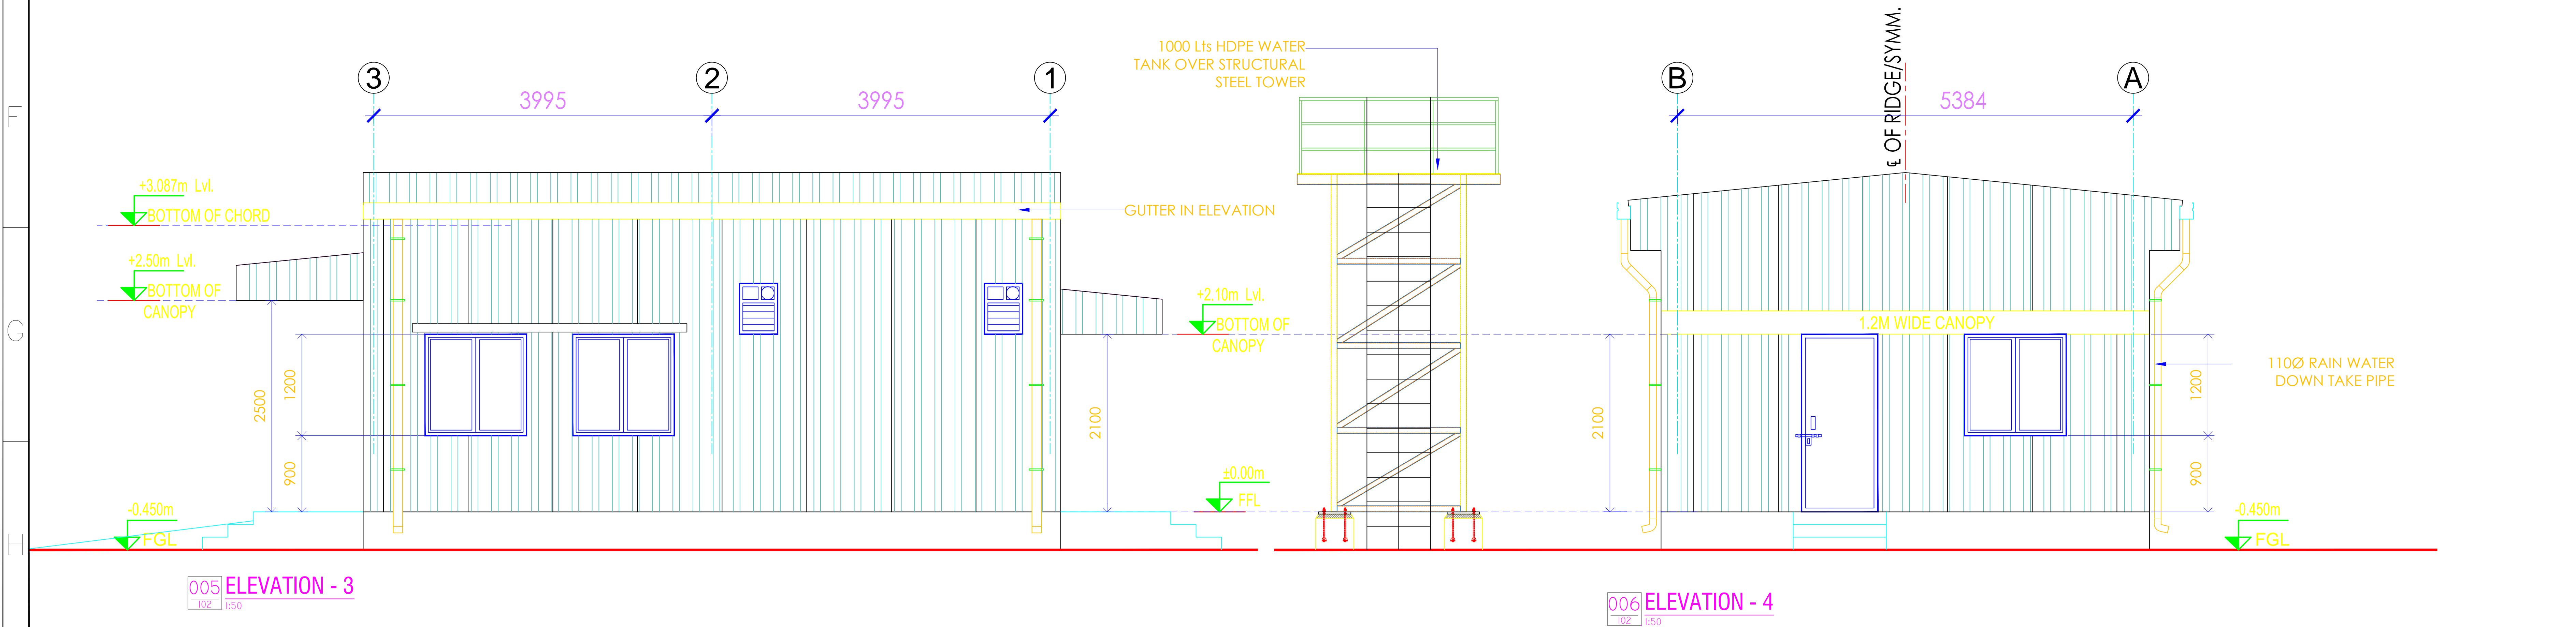 F
G
H
3
2
1
3995
3995
+3.087m Lvl.
BOTTOM OF CHORD
+2.50m Lvl.
BOTTOM OF
CANOPY
2500
1200
900
-0.450m
FGL
GUTTER IN ELEVATION
2100
005 ELEVATION - 3
102 1:50
1000 Lts HDPE WATER
TANK OVER STRUCTURAL
STEEL TOWER
+2.10m Lvl.
BOTTOM OF
CANOPY
±0.00m
FFL
B
A
5384
℄ OF RIDGE/SYMM.
1.2M WIDE CANOPY
2100
1200
900
110Ø RAIN WATER
DOWN TAKE PIPE
-0.450m
FGL
006 ELEVATION - 4
102 1:50